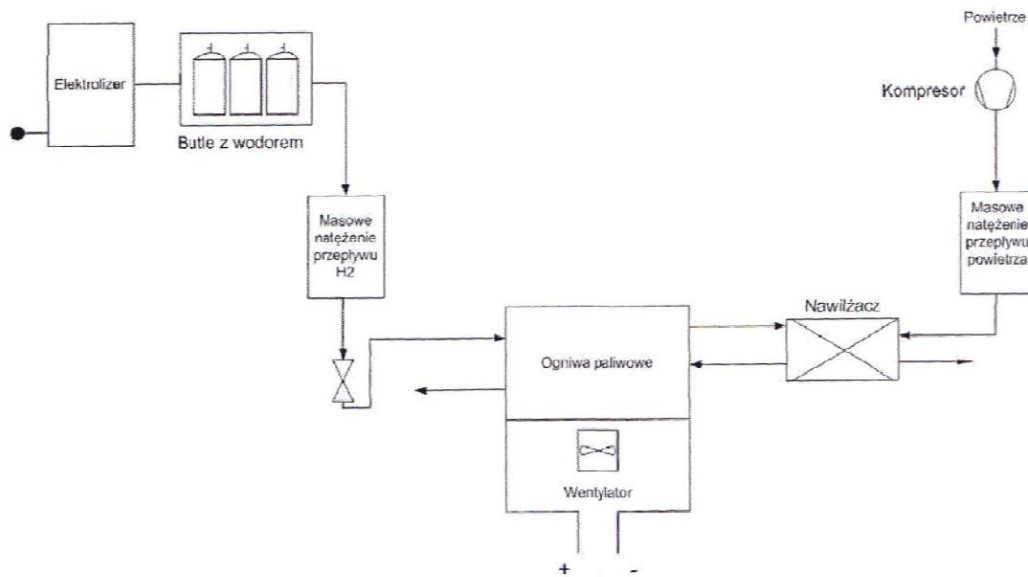 Powietrze
Elektrolizer
Kompresor
Butle z wodorem
Masowe
natężenie
przepływu
H2
Masowe
natężenie
przepływu
powietrza
Nawilżacz
Ogniwa paliwowe
Wentylator
+ -